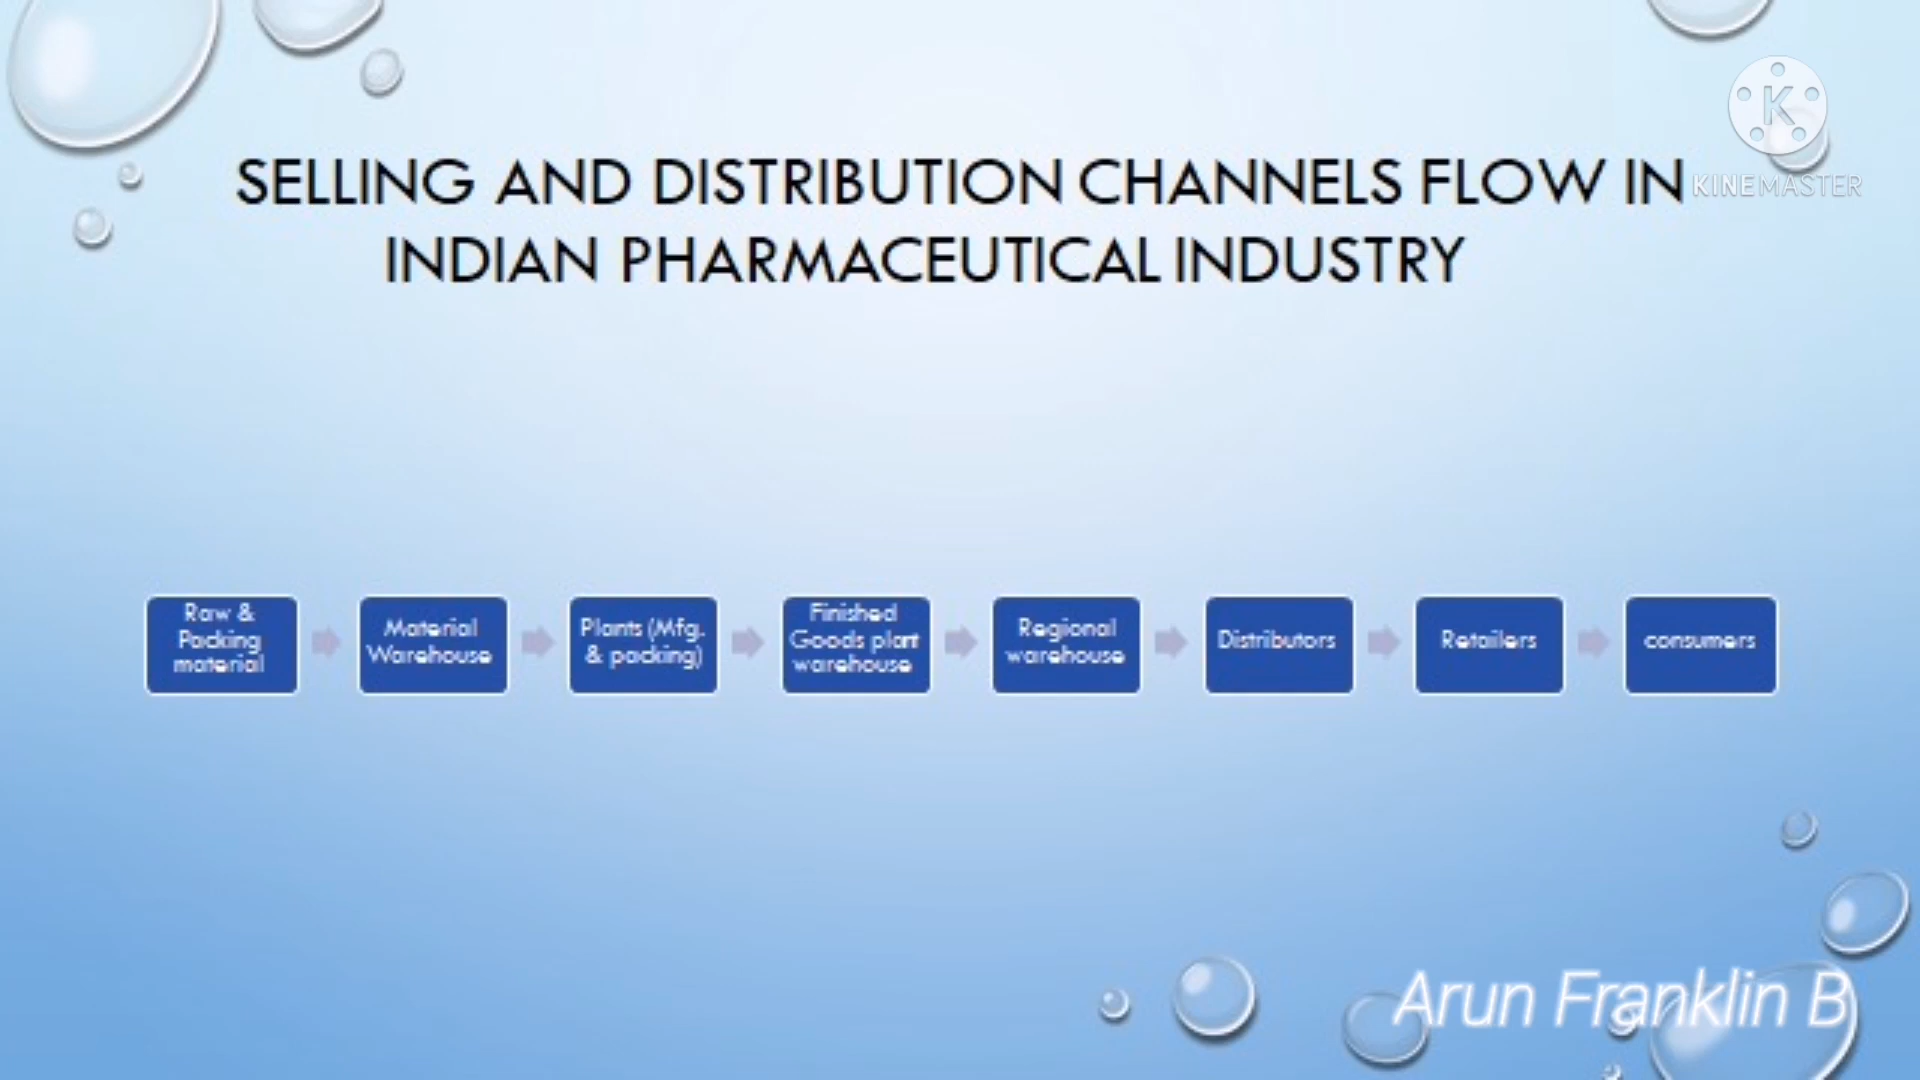 K
KINEMASTER
SELLING AND DISTRIBUTION CHANNELS FLOW IN
INDIAN PHARMACEUTICAL INDUSTRY
Raw &
Packing
material
Material
Warehouse
Plants (Mfg.
& packing)
Finished
Goods plant
warehouse
Regional
warehouse
Distributors
Retailers
consumers
Arun Franklin B